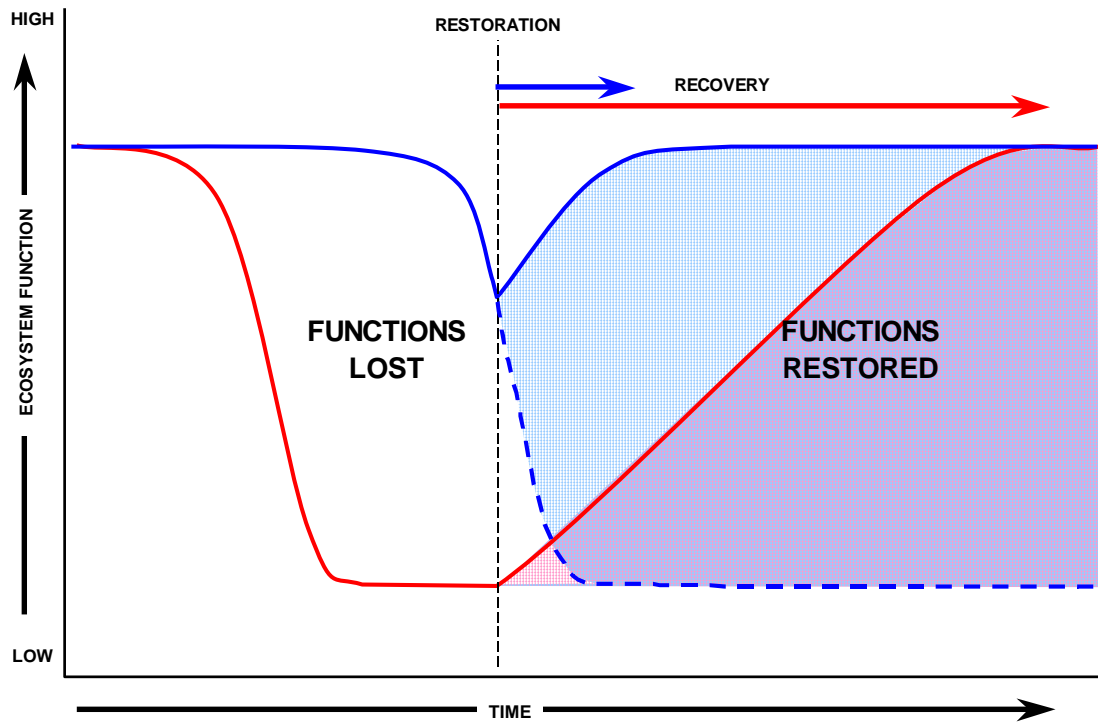 HIGH
RESTORATION
RECOVERY
ECOSYSTEM FUNCTION
FUNCTIONS
LOST
FUNCTIONS
RESTORED
LOW
TIME